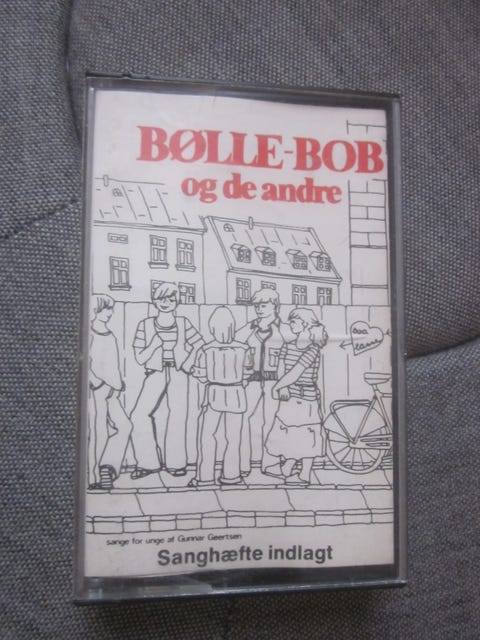 BØLLE-BOB
og de andre
sange for unge af Gunnar Geertsen
Sanghæfte indlagt